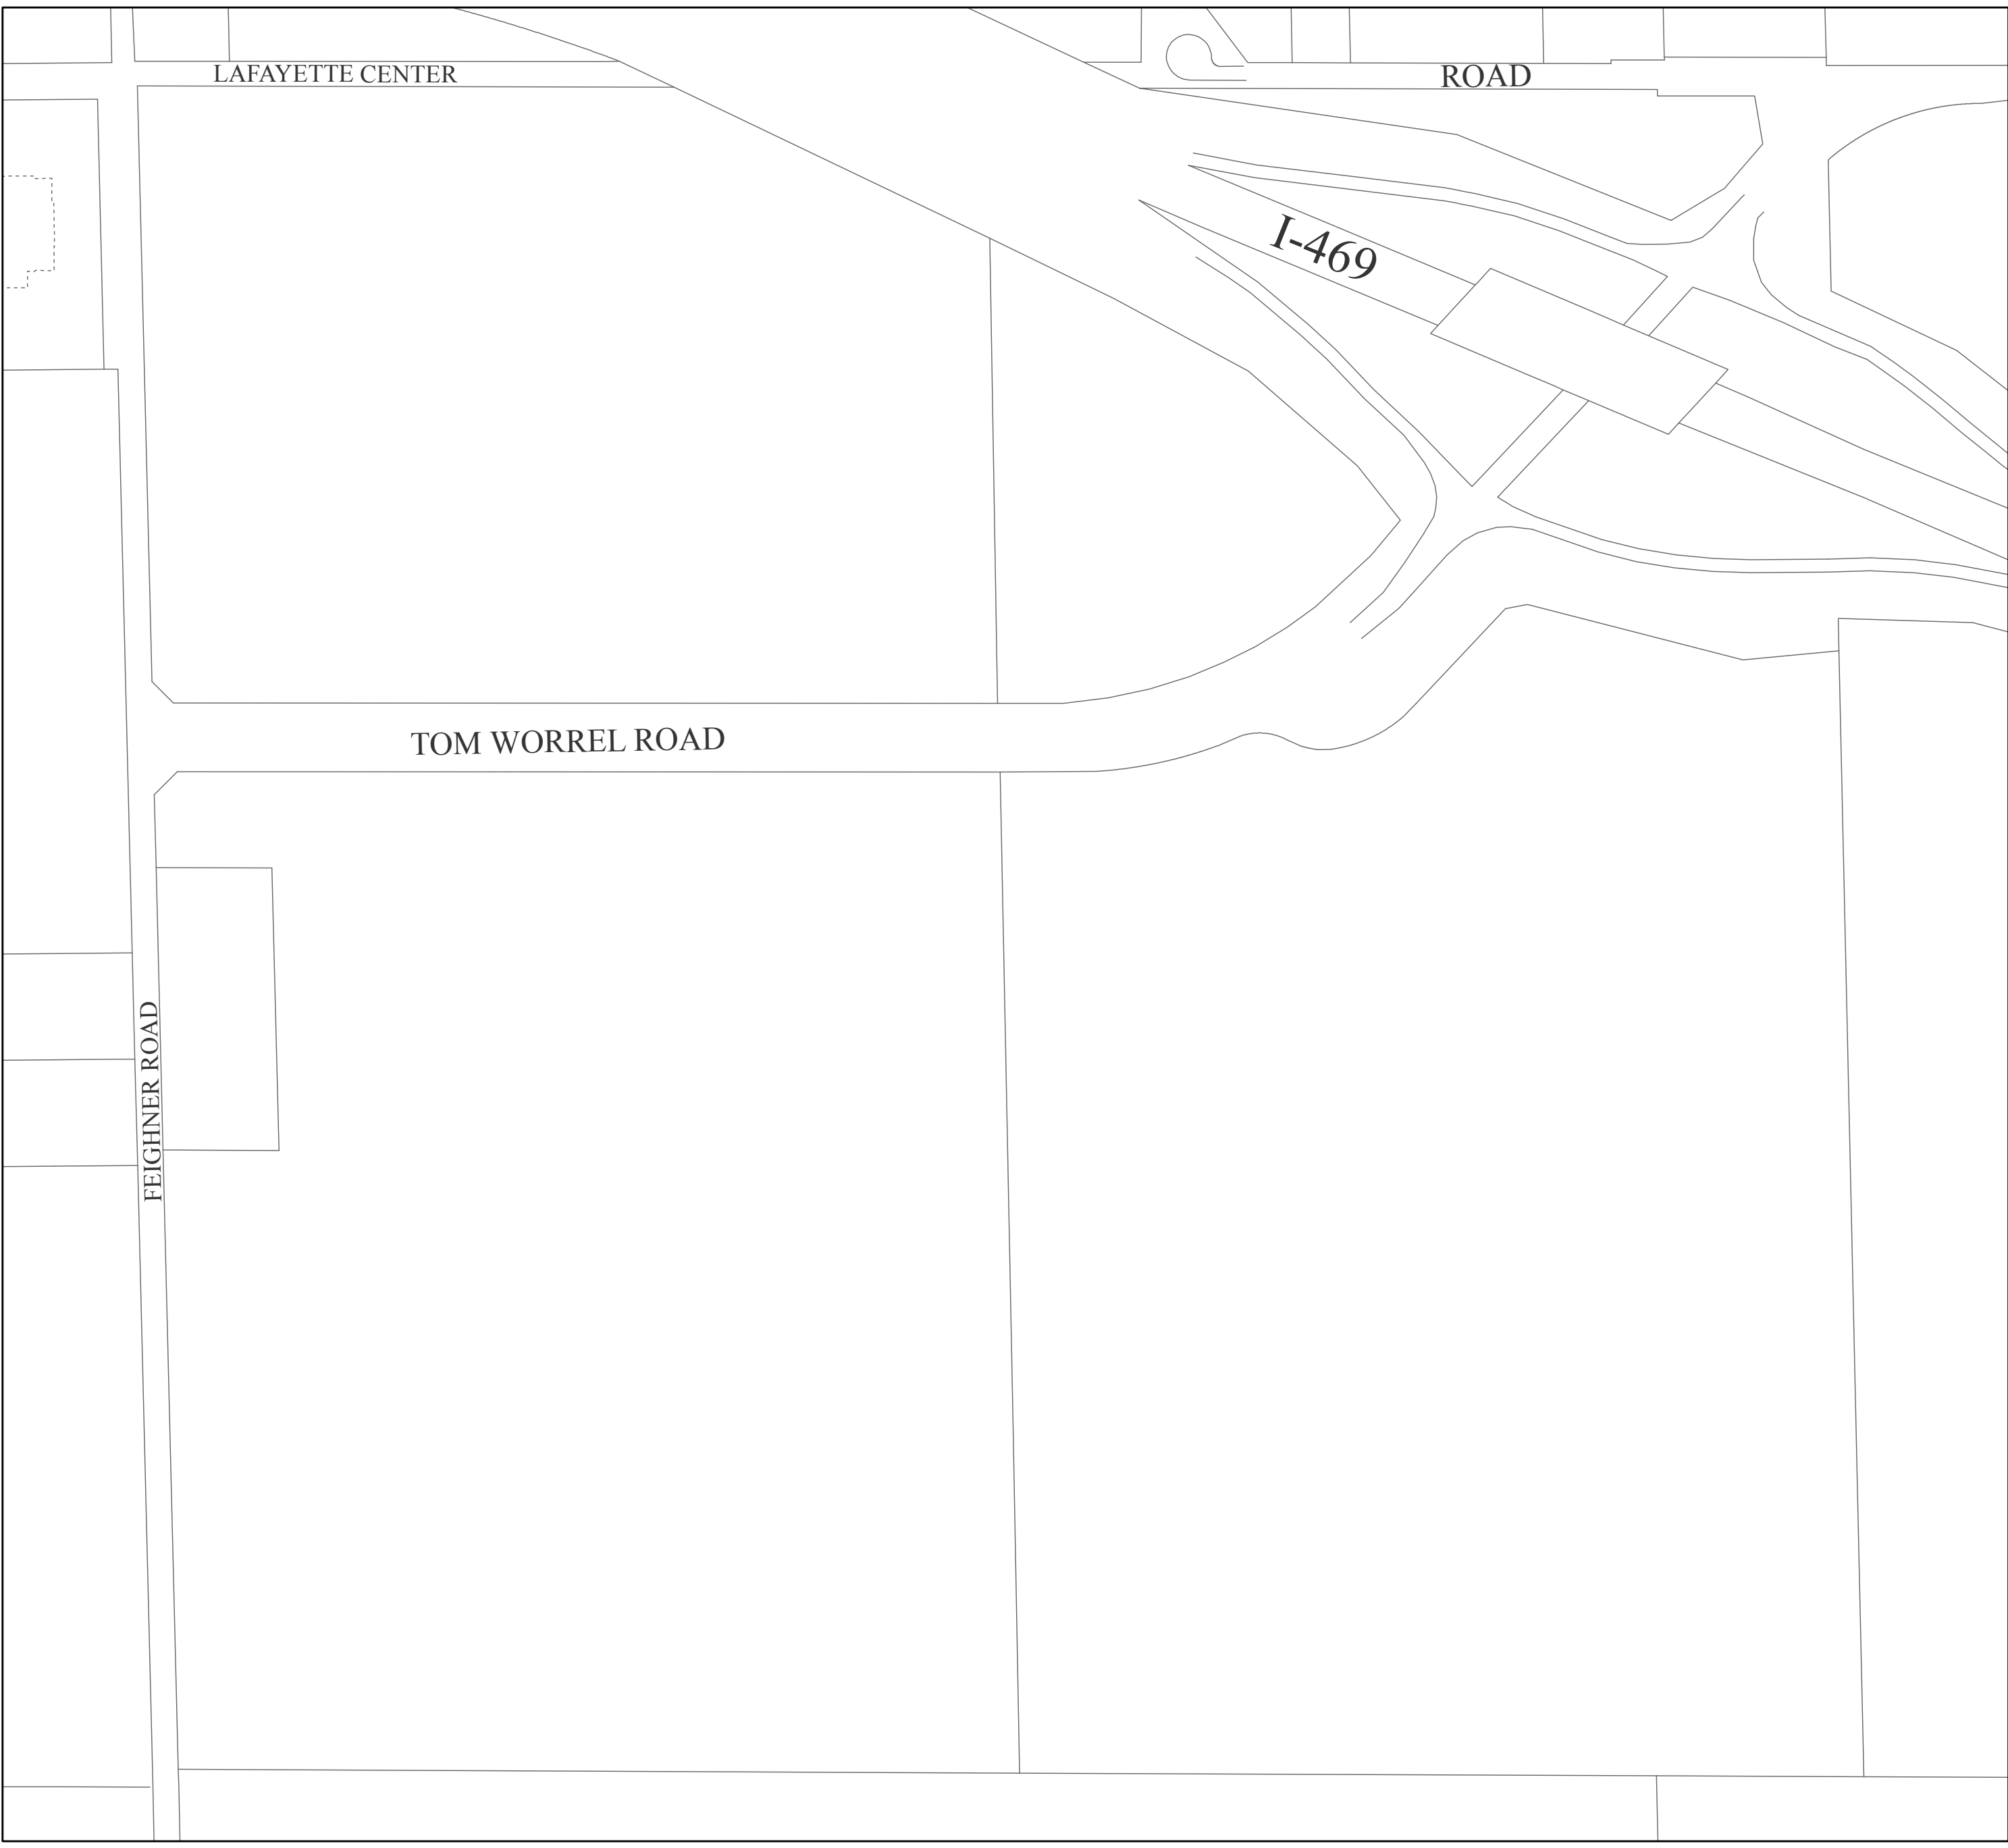 LAFAYETTE CENTER
ROAD
I-469
TOM WORREL ROAD
FEIGHNER ROAD